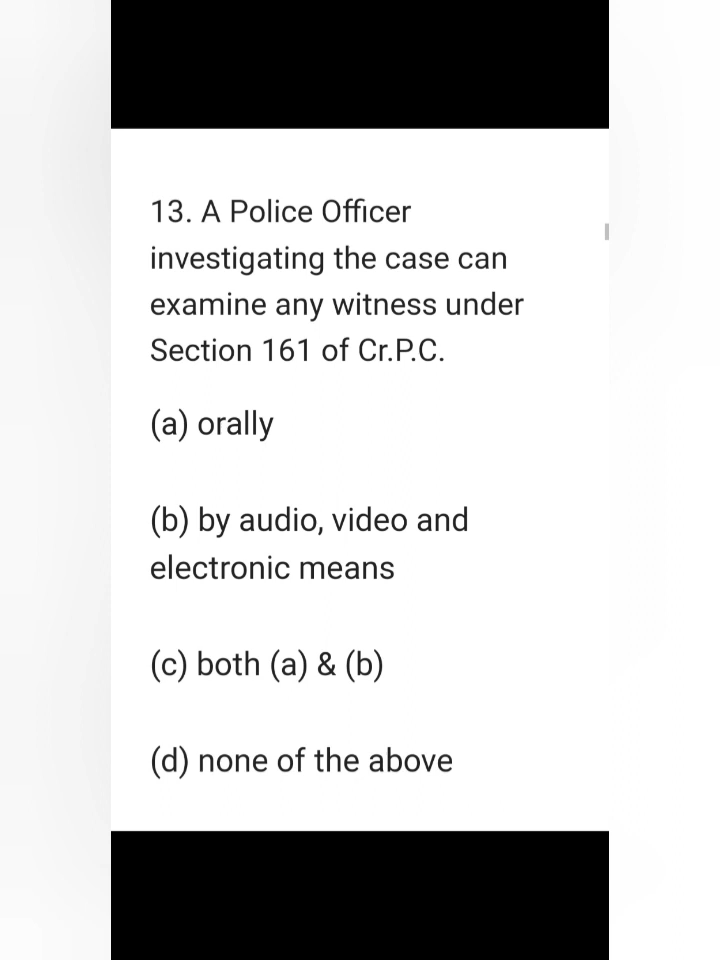 13. A Police Officer
investigating the case can
examine any witness under
Section 161 of Cr.P.C.
(a) orally
(b) by audio, video and
electronic means
(c) both (a) & (b)
(d) none of the above